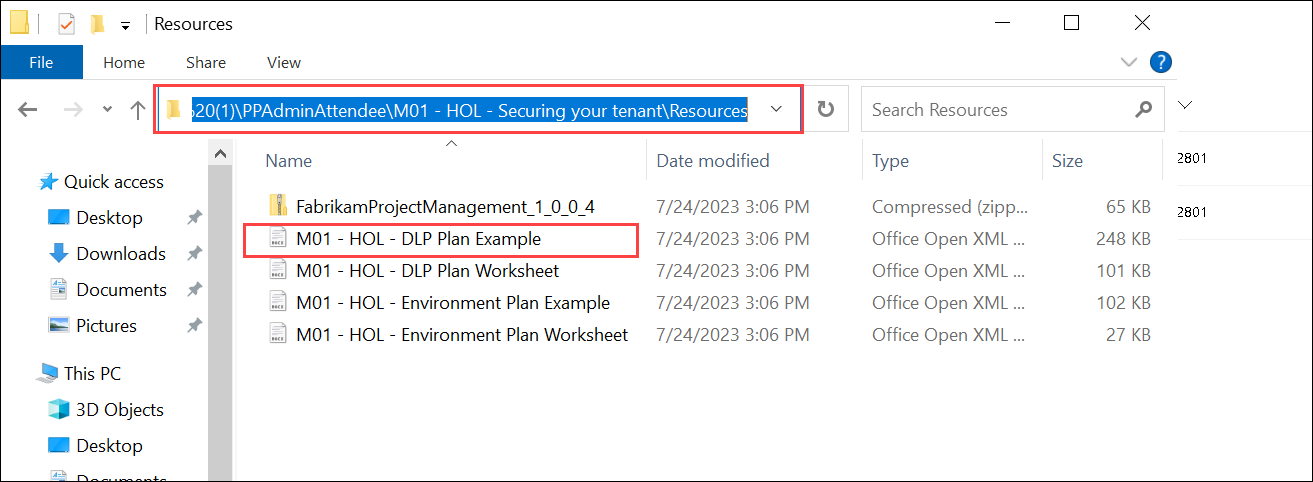 Resources
File Home Share View
?
%20(1)\PPAdminAttendee\M01 - HOL - Securing your tenant\Resources
Search Resources
Name Date modified Type Size
Quick access
Desktop
Downloads
Documents
Pictures
This PC
3D Objects
Desktop
Documents
FabrikamProjectManagement_1_0_0_4 7/24/2023 3:06 PM Compressed (zipp... 65 KB
M01 - HOL - DLP Plan Example 7/24/2023 3:06 PM Office Open XML ... 248 KB
M01 - HOL - DLP Plan Worksheet 7/24/2023 3:06 PM Office Open XML ... 101 KB
M01 - HOL - Environment Plan Example 7/24/2023 3:06 PM Office Open XML ... 102 KB
M01 - HOL - Environment Plan Worksheet 7/24/2023 3:06 PM Office Open XML ... 27 KB
2801
2801